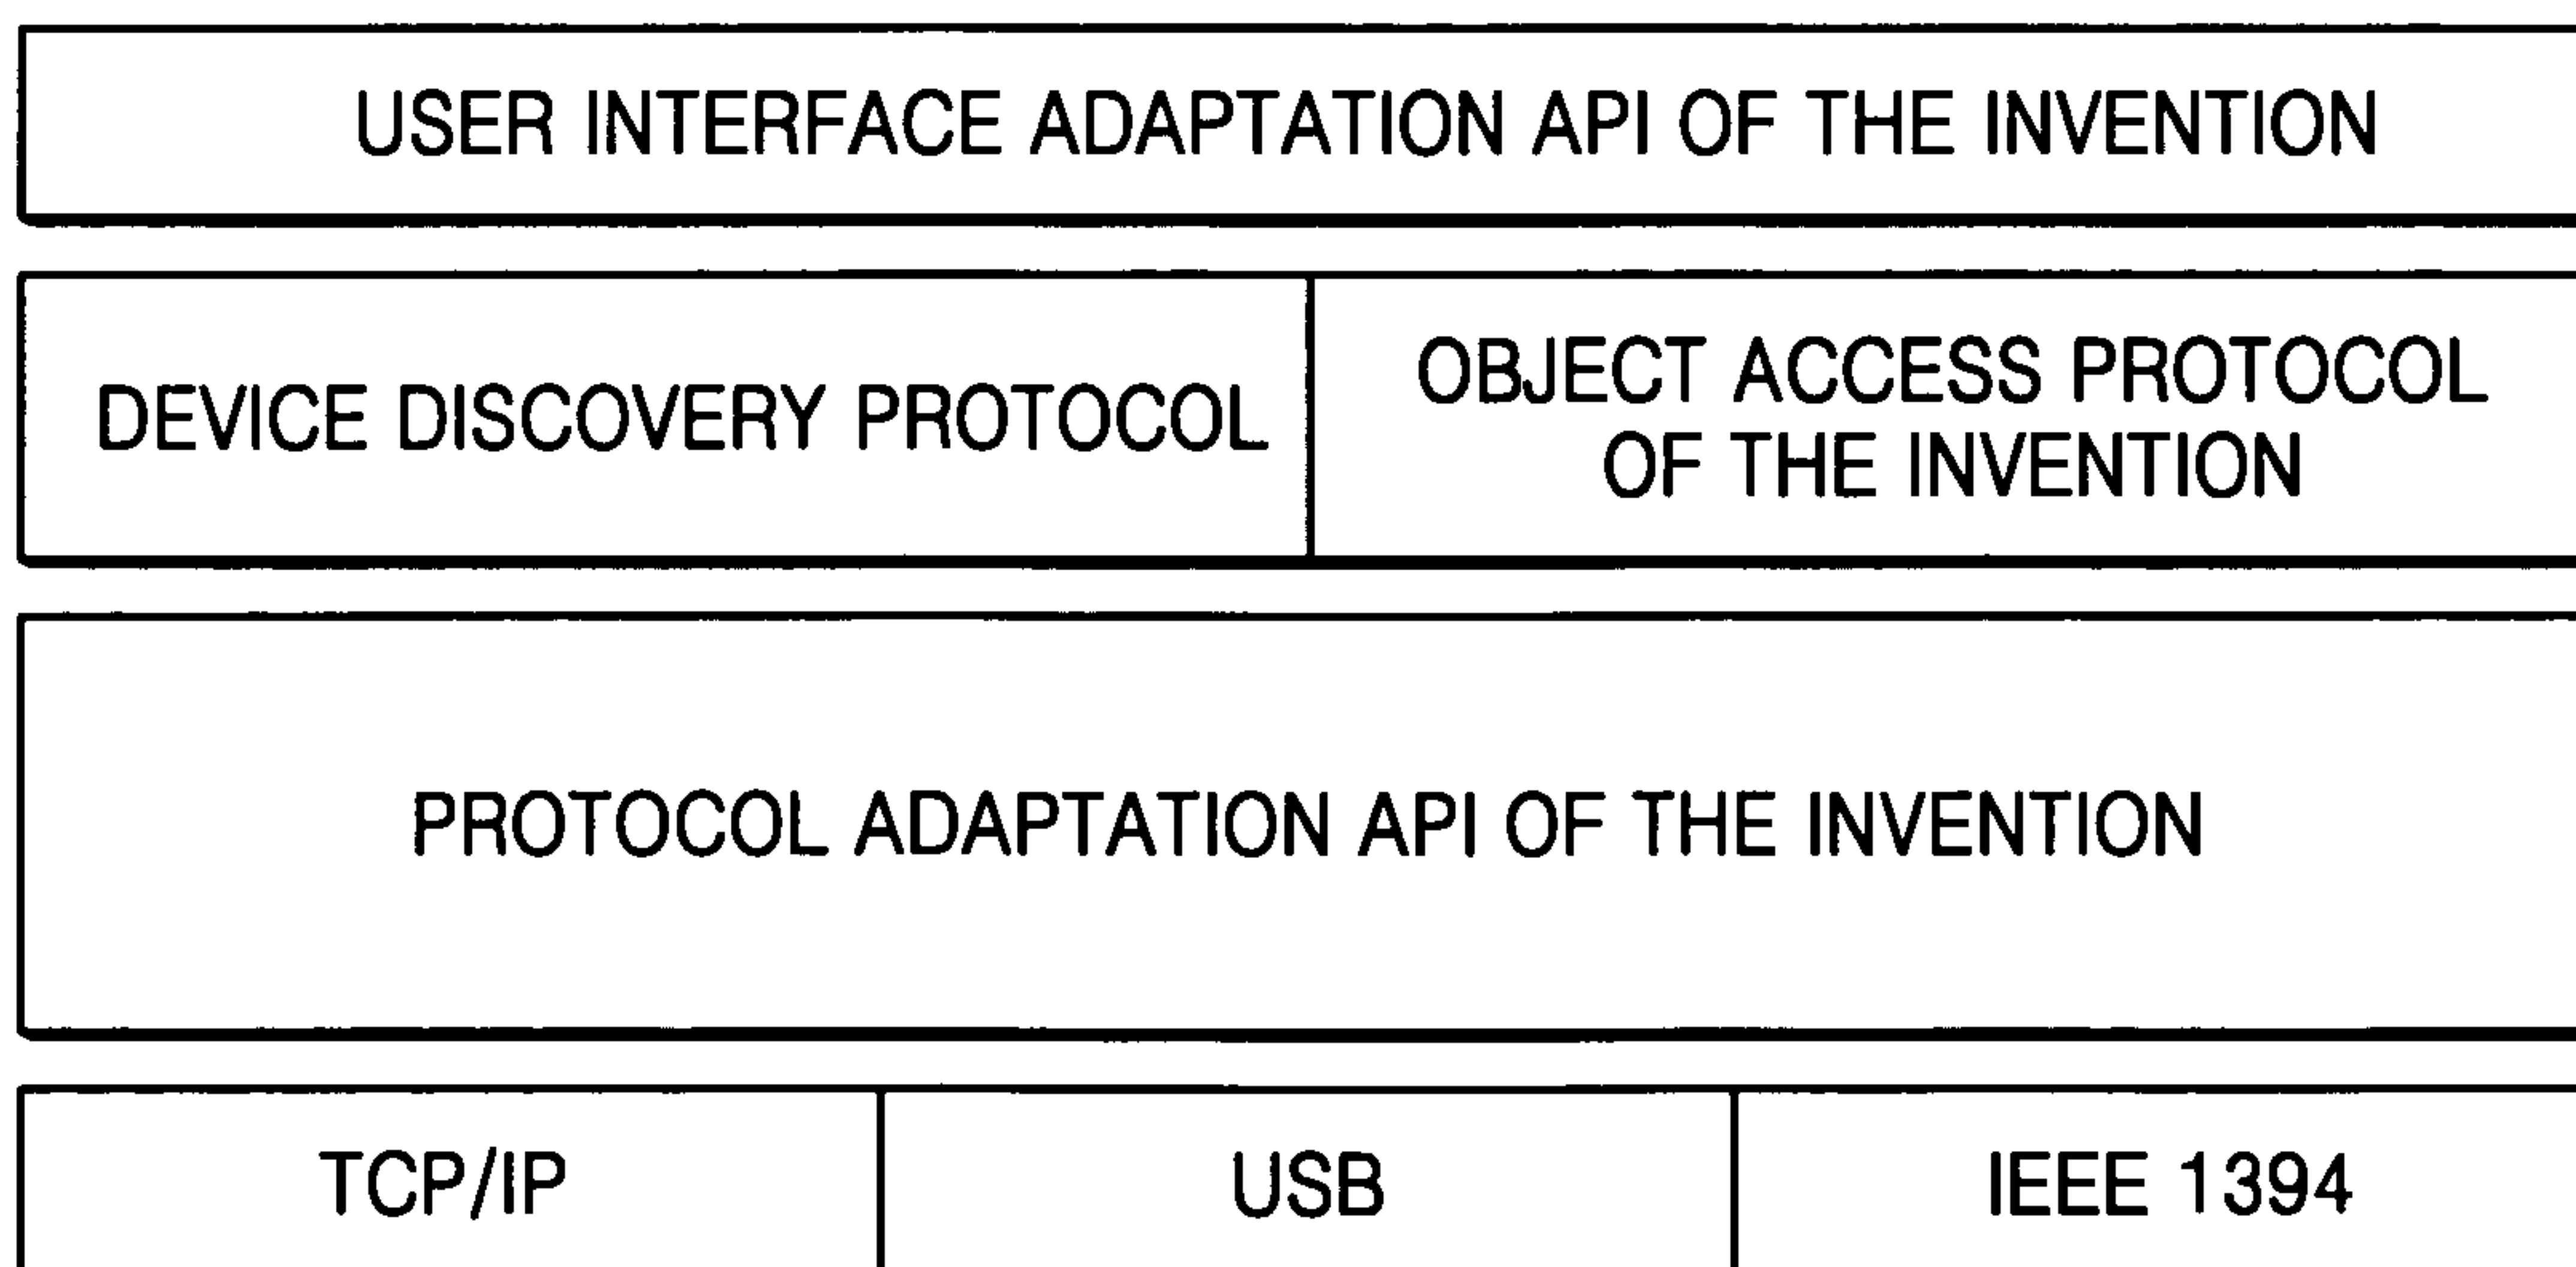 USER INTERFACE ADAPTATION API OF THE INVENTION
DEVICE DISCOVERY PROTOCOL
OBJECT ACCESS PROTOCOL
OF THE INVENTION
PROTOCOL ADAPTATION API OF THE INVENTION
TCP/IP
USB
IEEE 1394